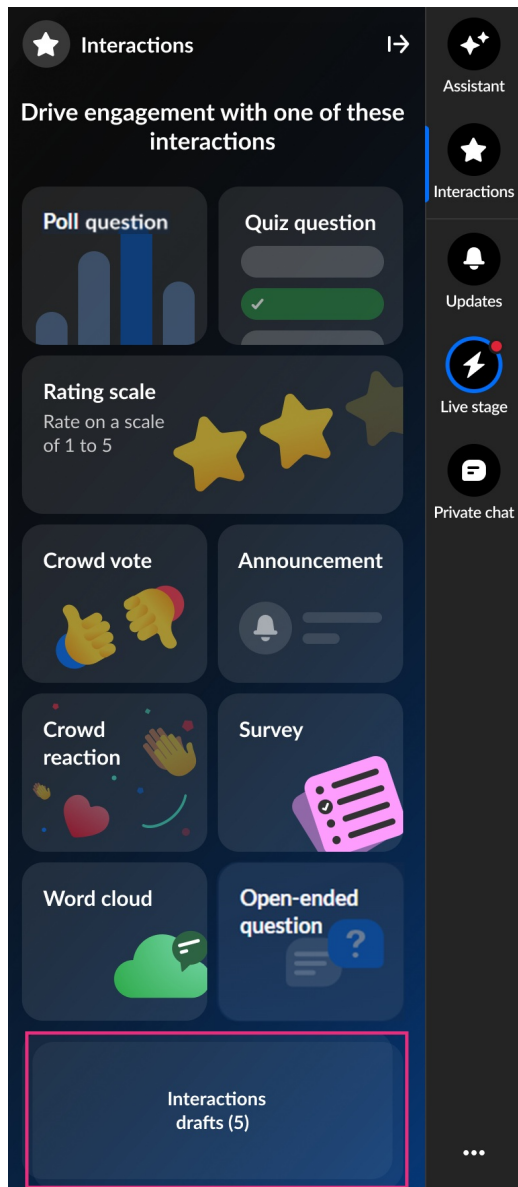 Interactions
Drive engagement with one of these
interactions
Poll question
Quiz question
Rating scale
Rate on a scale
of 1 to 5
Crowd vote
Announcement
Crowd
reaction
Survey
Word cloud
Open-ended
question
?
Interactions
drafts (5)
Assistant
Interactions
Updates
Live stage
Private chat